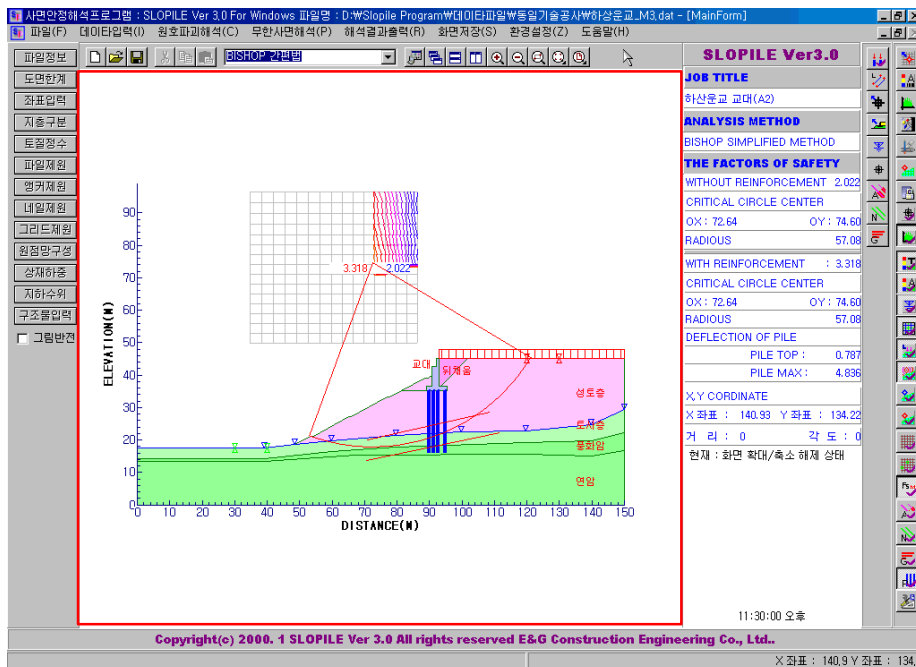 사면안정해석프로그램 : SLOPILE Ver 3,0 For Windows 파일명 : D:\Slopile Program\데이타파일\동일기술공사\하산운교_M3,dat - [MainForm]
파일(F) 데이타입력(I) 원호파괴해석(C) 무한사면해석(P) 해석결과출력(R) 화면저장(S) 환경설정(Z) 도움말(H)
파일정보
도면한계
좌표입력
지층구분
토질정수
파일제원
앵커제원
네일제원
그리드제원
원점망구성
상재하중
지하수위
구조물입력
그림반전
BISHOP 간편법
ELEVATION(M)
90
80
70
60
50
40
30
20
10
0
3.318
2.022
교대
뒤채움
성토층
퇴적층
풍화암
연암
0 10 20 30 40 50 60 70 80 90 100 110 120 130 140 150
DISTANCE(M)
SLOPILE Ver3.0
JOB TITLE
하산운교 교대(A2)
ANALYSIS METHOD
BISHOP SIMPLIFIED METHOD
THE FACTORS OF SAFETY
WITHOUT REINFORCEMENT 2.022
CRITICAL CIRCLE CENTER
OX : 72.64 OY : 74.60
RADIOUS 57.08
WITH REINFORCEMENT : 3.318
CRITICAL CIRCLE CENTER
OX : 72.64 OY : 74.60
RADIOUS 57.08
DEFLECTION OF PILE
PILE TOP : 0.787
PILE MAX : 4.836
X,Y CORDINATE
X 좌표 : 140.93 Y 좌표 : 134.22
거 리 : 0 각 도 : 0
현재 : 화면 확대/축소 해제 상태
11:30:00 오후
Copyright(c) 2000. 1 SLOPILE Ver 3.0 All rights reserved E&G Construction Engineering Co., Ltd..
X 좌표 : 140,9 Y 좌표 : 134,